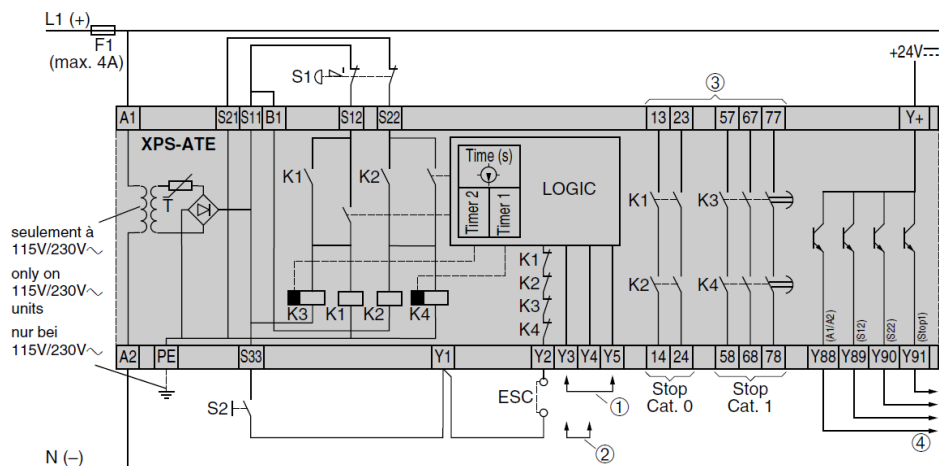 L1 (+)
F1
(max. 4A)
+24V
S1
③
A1
S21
S11
B1
S12
S22
13
23
57
67
77
Y+
XPS-ATE
T
K1
K2
Time (s)
Timer 2
Timer 1
LOGIC
K1
K3
seulement à
115V/230V~
only on
115V/230V~
units
nur bei
115V/230V~
K1
K2
K3
K4
K2
K4
K3
K1
K2
K4
(A1/A2)
(S12)
(S22)
(Stop1)
A2
PE
S33
Y1
Y2
Y3
Y4
Y5
14
24
58
68
78
Y88
Y89
Y90
Y91
S2
ESC
①
②
Stop
Cat. 0
Stop
Cat. 1
④
N (–)